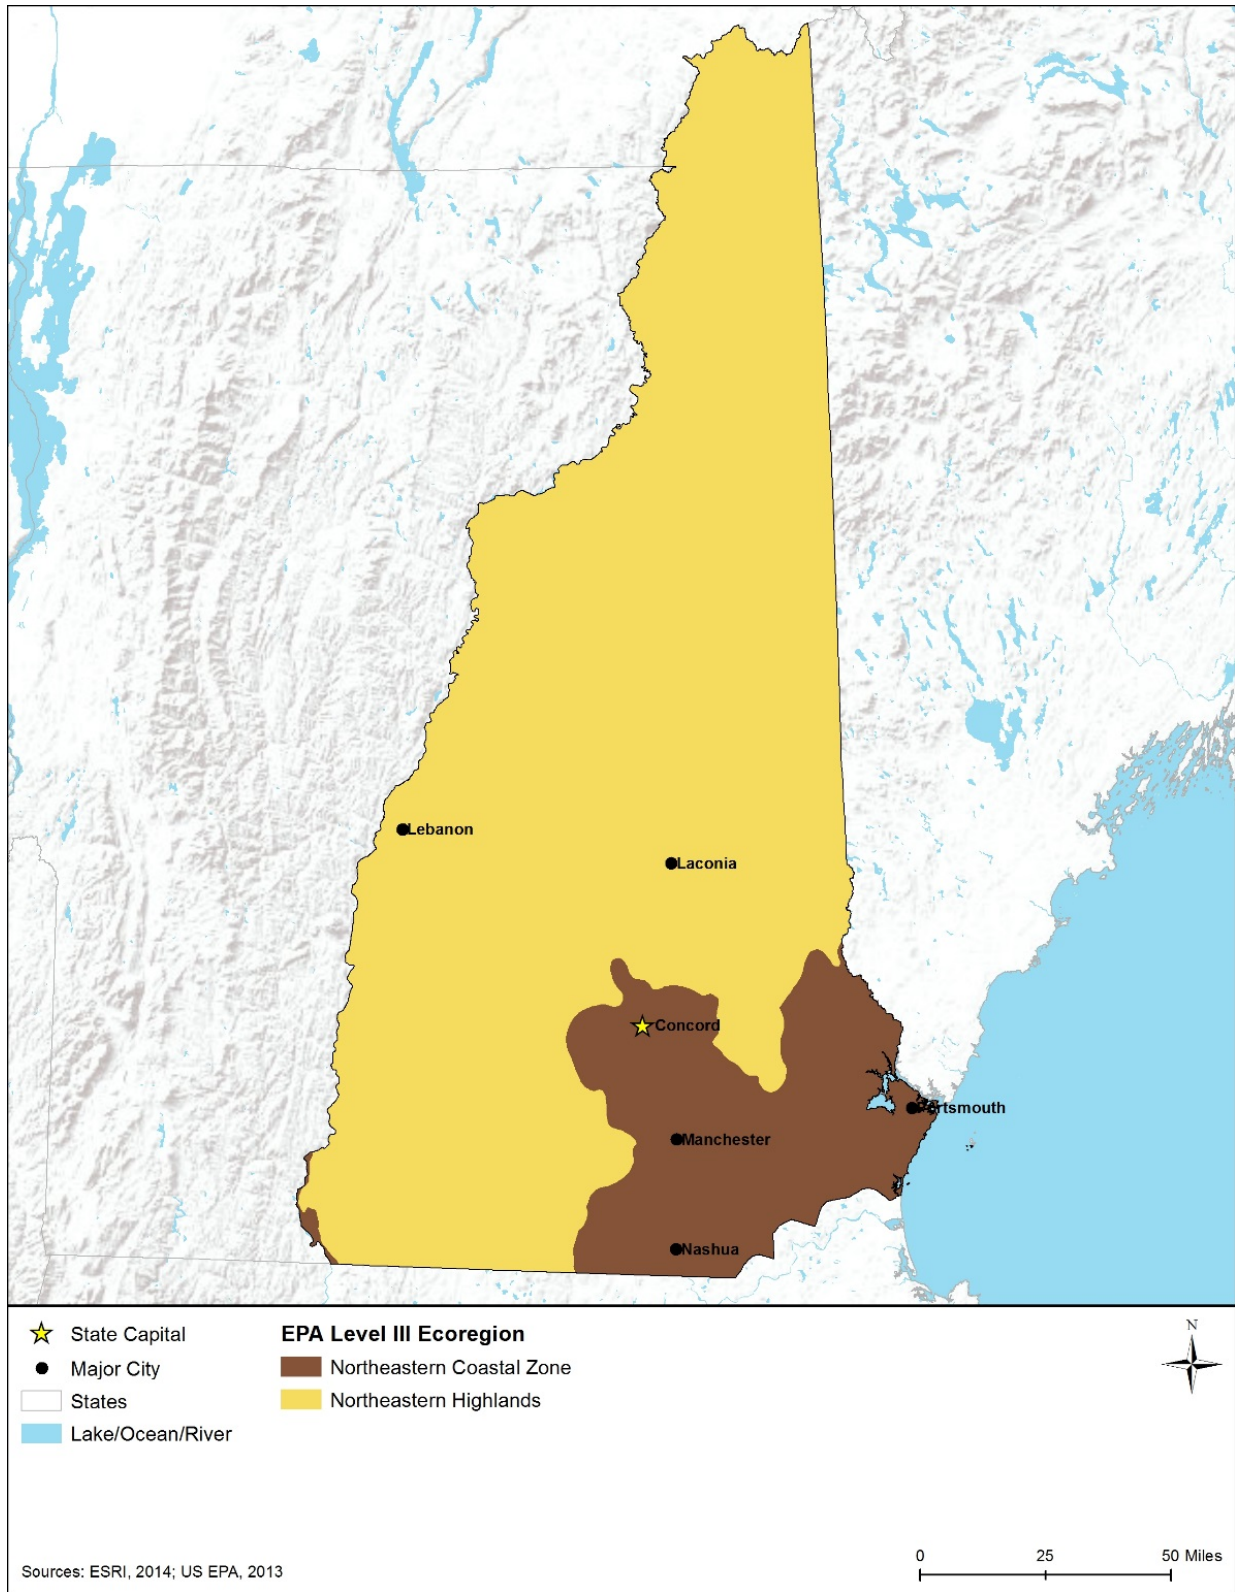 Lebanon
Laconia
Concord
Portsmouth
Manchester
Nashua
State Capital
Major City
States
Lake/Ocean/River
EPA Level III Ecoregion
Northeastern Coastal Zone
Northeastern Highlands
N
Sources: ESRI, 2014; US EPA, 2013
0 25 50 Miles